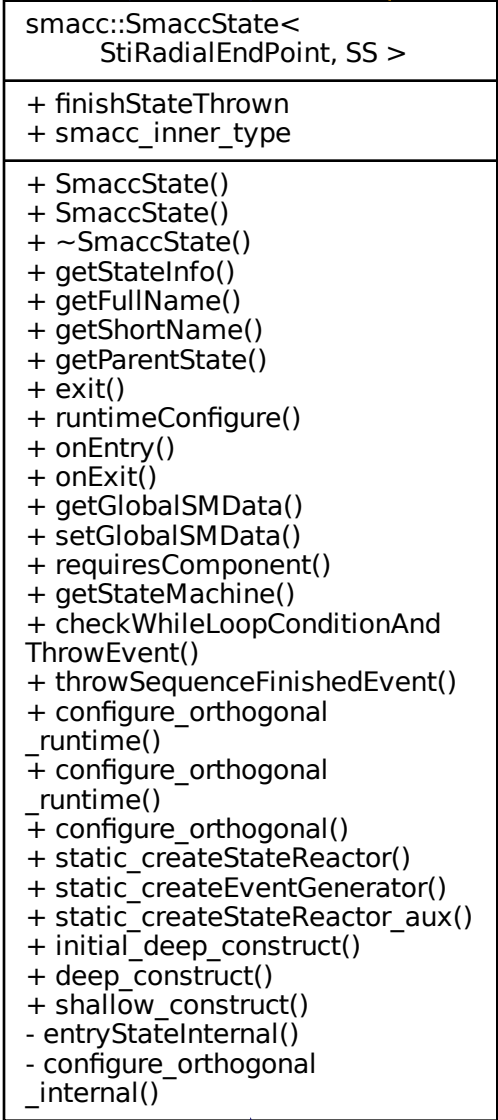 smacc::SmaccState<
StiRadialEndPoint, SS >
+ finishStateThrown
+ smacc_inner_type
+ SmaccState()
+ SmaccState()
+ ~SmaccState()
+ getStateInfo()
+ getFullName()
+ getShortName()
+ getParentState()
+ exit()
+ runtimeConfigure()
+ onEntry()
+ onExit()
+ getGlobalSMData()
+ setGlobalSMData()
+ requiresComponent()
+ getStateMachine()
+ checkWhileLoopConditionAnd
ThrowEvent()
+ throwSequenceFinishedEvent()
+ configure_orthogonal
_runtime()
+ configure_orthogonal
_runtime()
+ configure_orthogonal()
+ static_createStateReactor()
+ static_createEventGenerator()
+ static_createStateReactor_aux()
+ initial_deep_construct()
+ deep_construct()
+ shallow_construct()
- entryStateInternal()
- configure_orthogonal
_internal()